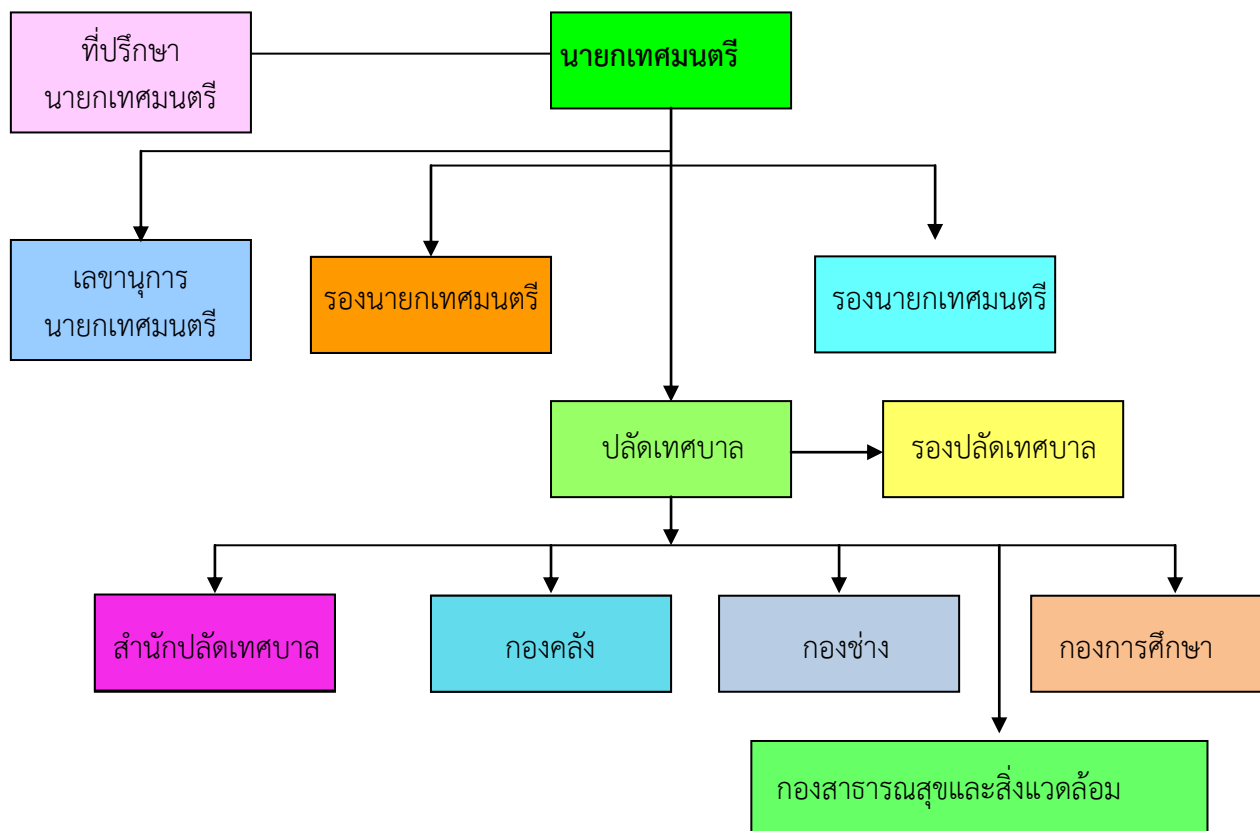 ที่ปรึกษา
นายกเทศมนตรี
นายกเทศมนตรี
เลขานุการ
นายกเทศมนตรี
รองนายกเทศมนตรี
รองนายกเทศมนตรี
ปลัดเทศบาล
รองปลัดเทศบาล
สำนักปลัดเทศบาล
กองคลัง
กองช่าง
กองการศึกษา
กองสาธารณสุขและสิ่งแวดล้อม